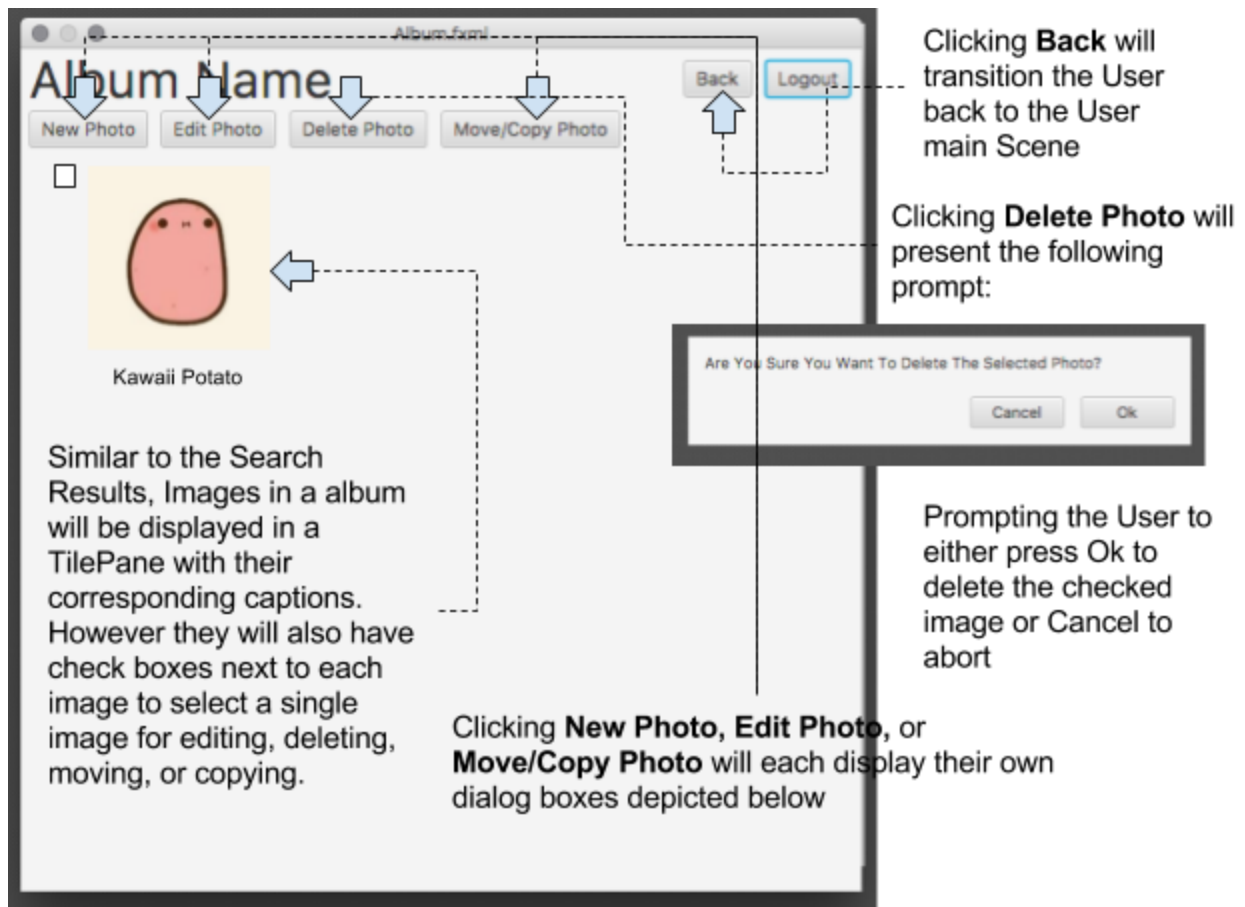 Album.fxml
Album Name
Back
Logout
New Photo
Edit Photo
Delete Photo
Move/Copy Photo
Kawaii Potato
Similar to the Search
Results, Images in a album
will be displayed in a
TilePane with their
corresponding captions.
However they will also have
check boxes next to each
image to select a single
image for editing, deleting,
moving, or copying.
Clicking Back will
transition the User
back to the User
main Scene
Clicking Delete Photo will
present the following
prompt:
Are You Sure You Want To Delete The Selected Photo?
Cancel
Ok
Prompting the User to
either press Ok to
delete the checked
image or Cancel to
abort
Clicking New Photo, Edit Photo, or
Move/Copy Photo will each display their own
dialog boxes depicted below